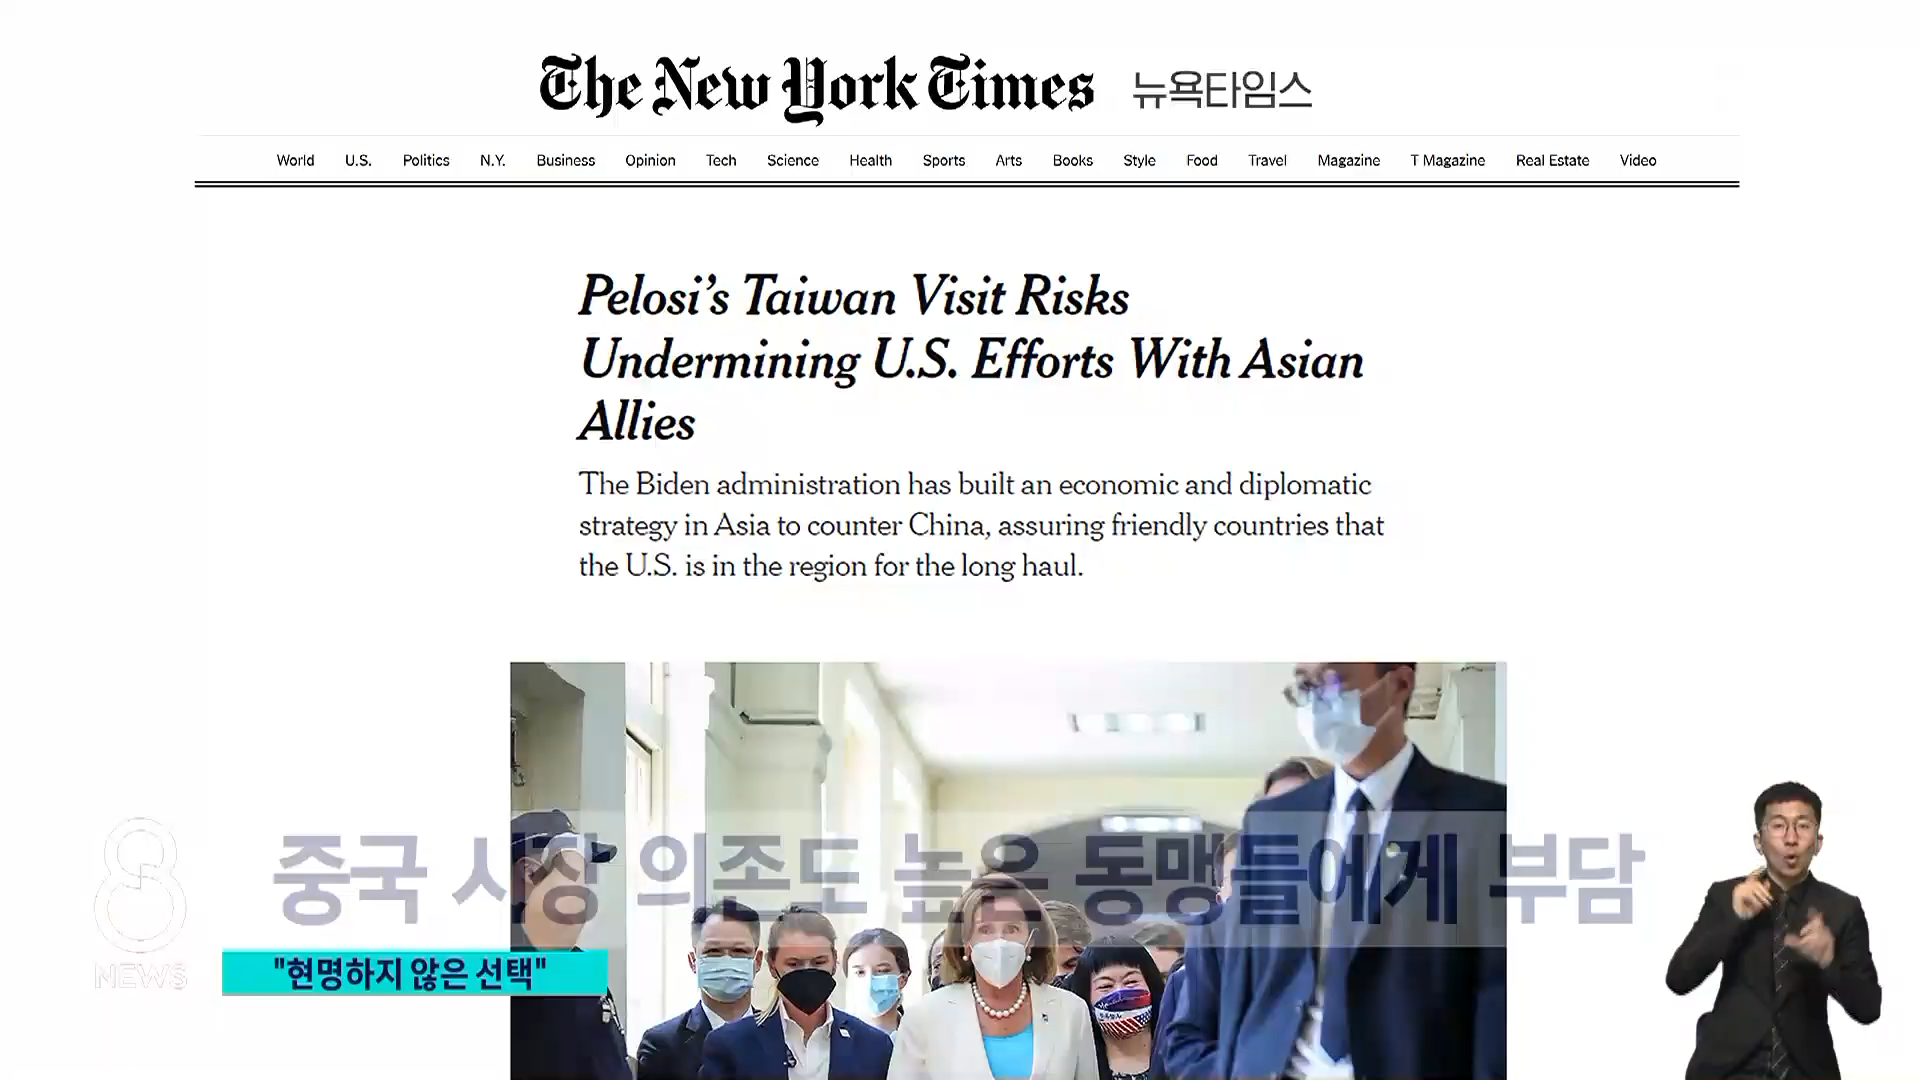 The New York Times 뉴욕타임스
World U.S. Politics N.Y. Business Opinion Tech Science Health Sports Arts Books Style Food Travel Magazine T Magazine Real Estate Video
Pelosi's Taiwan Visit Risks
Undermining U.S. Efforts With Asian
Allies
The Biden administration has built an economic and diplomatic
strategy in Asia to counter China, assuring friendly countries that
the U.S. is in the region for the long haul.
중국 시장 의존도 높은 동맹들에게 부담
8
NEWS
"현명하지 않은 선택"